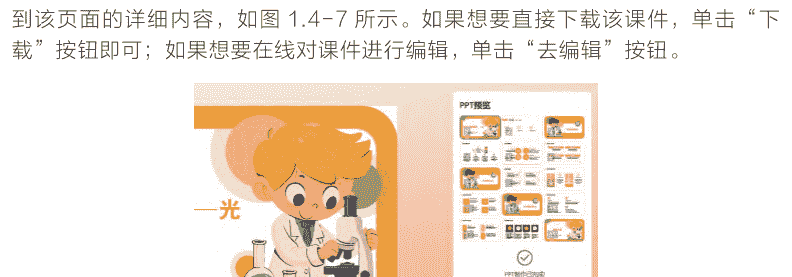 到该页面的详细内容，如图 1.4-7 所示。如果想要直接下载该课件，单击“下
载”按钮即可；如果想要在线对课件进行编辑，单击“去编辑”按钮。
PPT预览
光